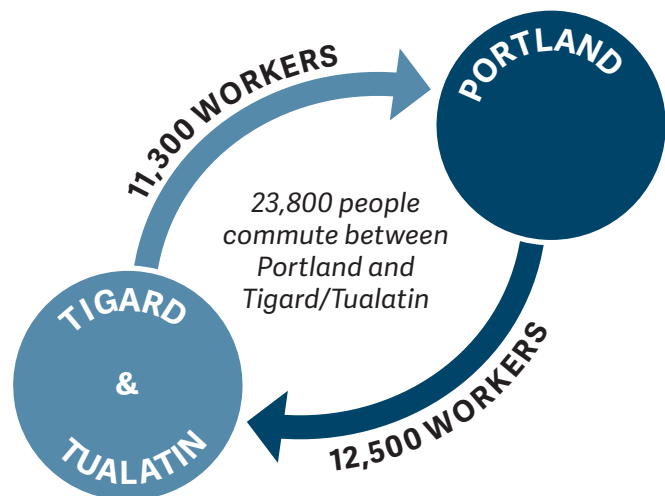 PORTLAND
11,300 WORKERS
23,800 people
commute between
Portland and
Tigard/Tualatin
TIGARD
&
TUALATIN
12,500 WORKERS